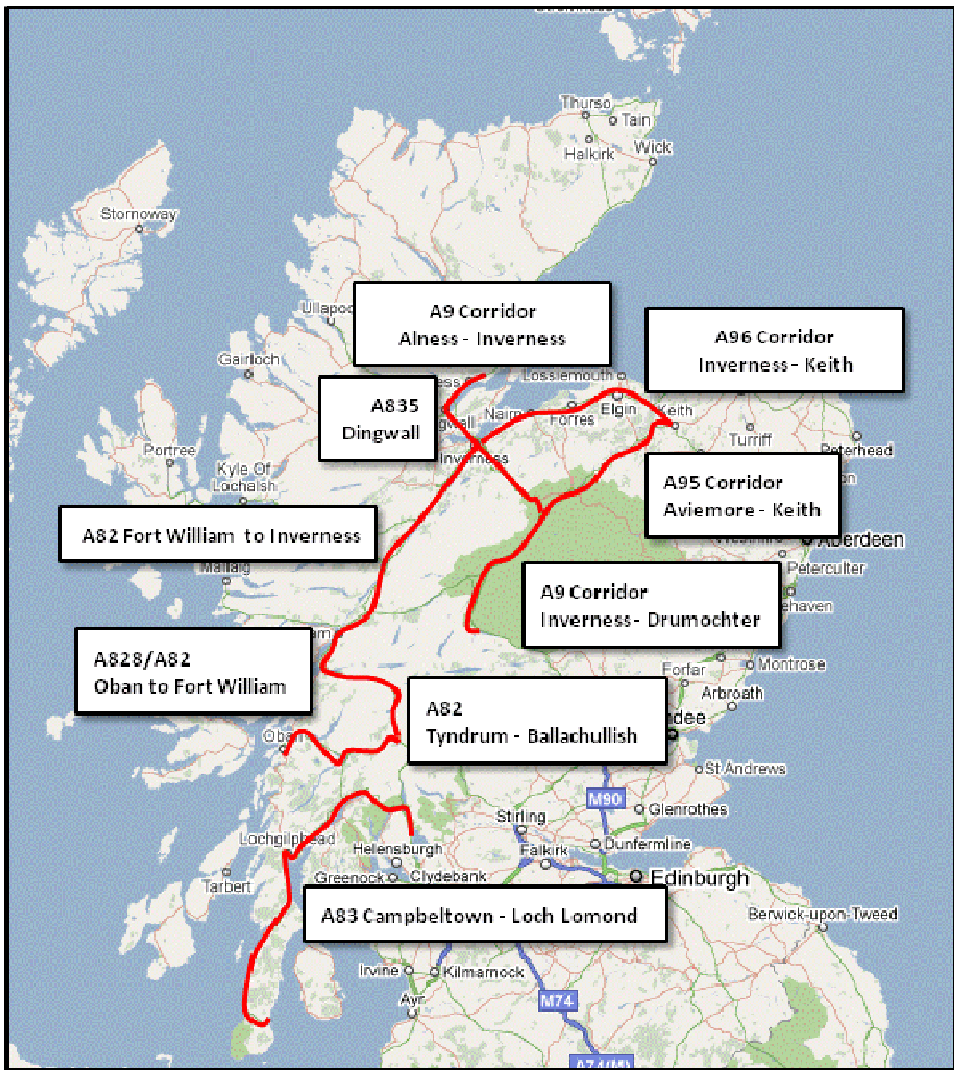 Thurso
Tain
Halkirk
Wick
Stornoway
Ullapoo
A9 Corridor
Alness - Inverness
A96 Corridor
Inverness - Keith
Gairloch
Lossiemouth
A835
Dingwall
Nairn
Elgin
Forres
Keith
Turriff
Peterhead
Inverness
Portree
Kyle Of
Lochalsh
A95 Corridor
Aviemore - Keith
A82 Fort William to Inverness
Aberdeen
Mallaig
Peterculter
A9 Corridor
Inverness- Drumochter
ehaven
A828/A82
Oban to Fort William
Forfar
Montrose
Arbroath
A82
Tyndrum - Ballachullish
dee
Oban
St Andrews
M90
Glenrothes
Stirling
Lochgilphead
Helensburgh
Falkirk
Dunfermline
Tarbert
Greenock
Clydebank
Edinburgh
A83 Campbeltown - Loch Lomond
Berwick-upon-Tweed
Irvine
Kilmarnock
Ayr
M74
A74(M)